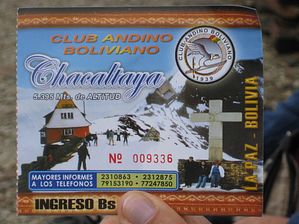 CLUB ANDINO
BOLIVIANO
Chacaltaya
5.395 Mts. de ALTITUD
CLUB ANDINO BOLIVIANO
1939
Nº 009336
LA PAZ - BOLIVIA
MAYORES INFORMES
A LOS TELEFONOS
2310863 • 2312875
79153190 • 77247850
INGRESO Bs